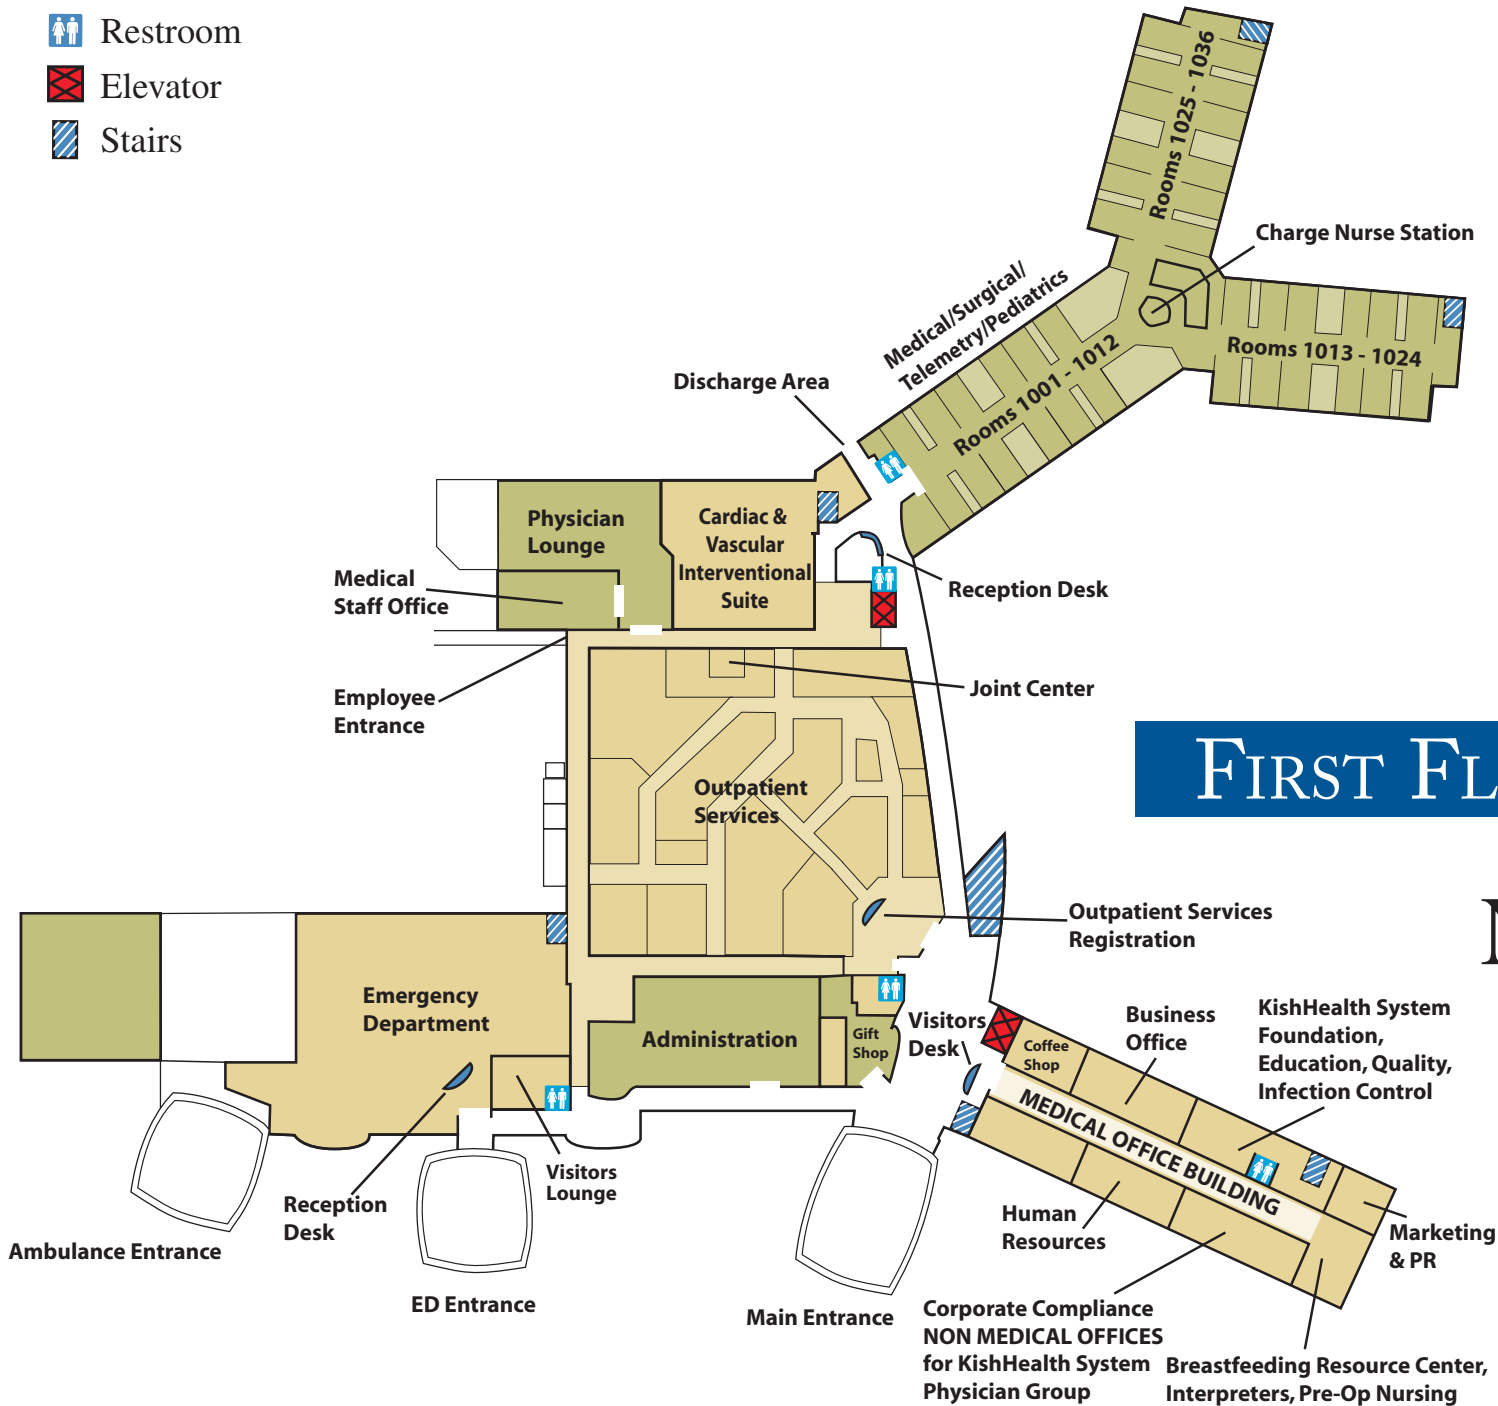 Restroom
Elevator
Stairs
Rooms 1025 - 1036
Charge Nurse Station
Medical/Surgical/
Telemetry/Pediatrics
Rooms 1013 - 1024
Rooms 1001 - 1012
Discharge Area
Physician
Lounge
Cardiac &
Vascular
Interventional
Suite
Medical
Staff Office
Reception Desk
Employee
Entrance
Joint Center
FIRST FL
Outpatient
Services
Outpatient Services
Registration
N
Emergency
Department
Administration
Gift
Shop
Visitors
Desk
Coffee
Shop
Business
Office
KishHealth System
Foundation,
Education, Quality,
Infection Control
MEDICAL OFFICE BUILDING
Visitors
Lounge
Reception
Desk
Human
Resources
Marketing
& PR
Ambulance Entrance
ED Entrance
Main Entrance
Corporate Compliance
NON MEDICAL OFFICES
for KishHealth System
Physician Group
Breastfeeding Resource Center,
Interpreters, Pre-Op Nursing